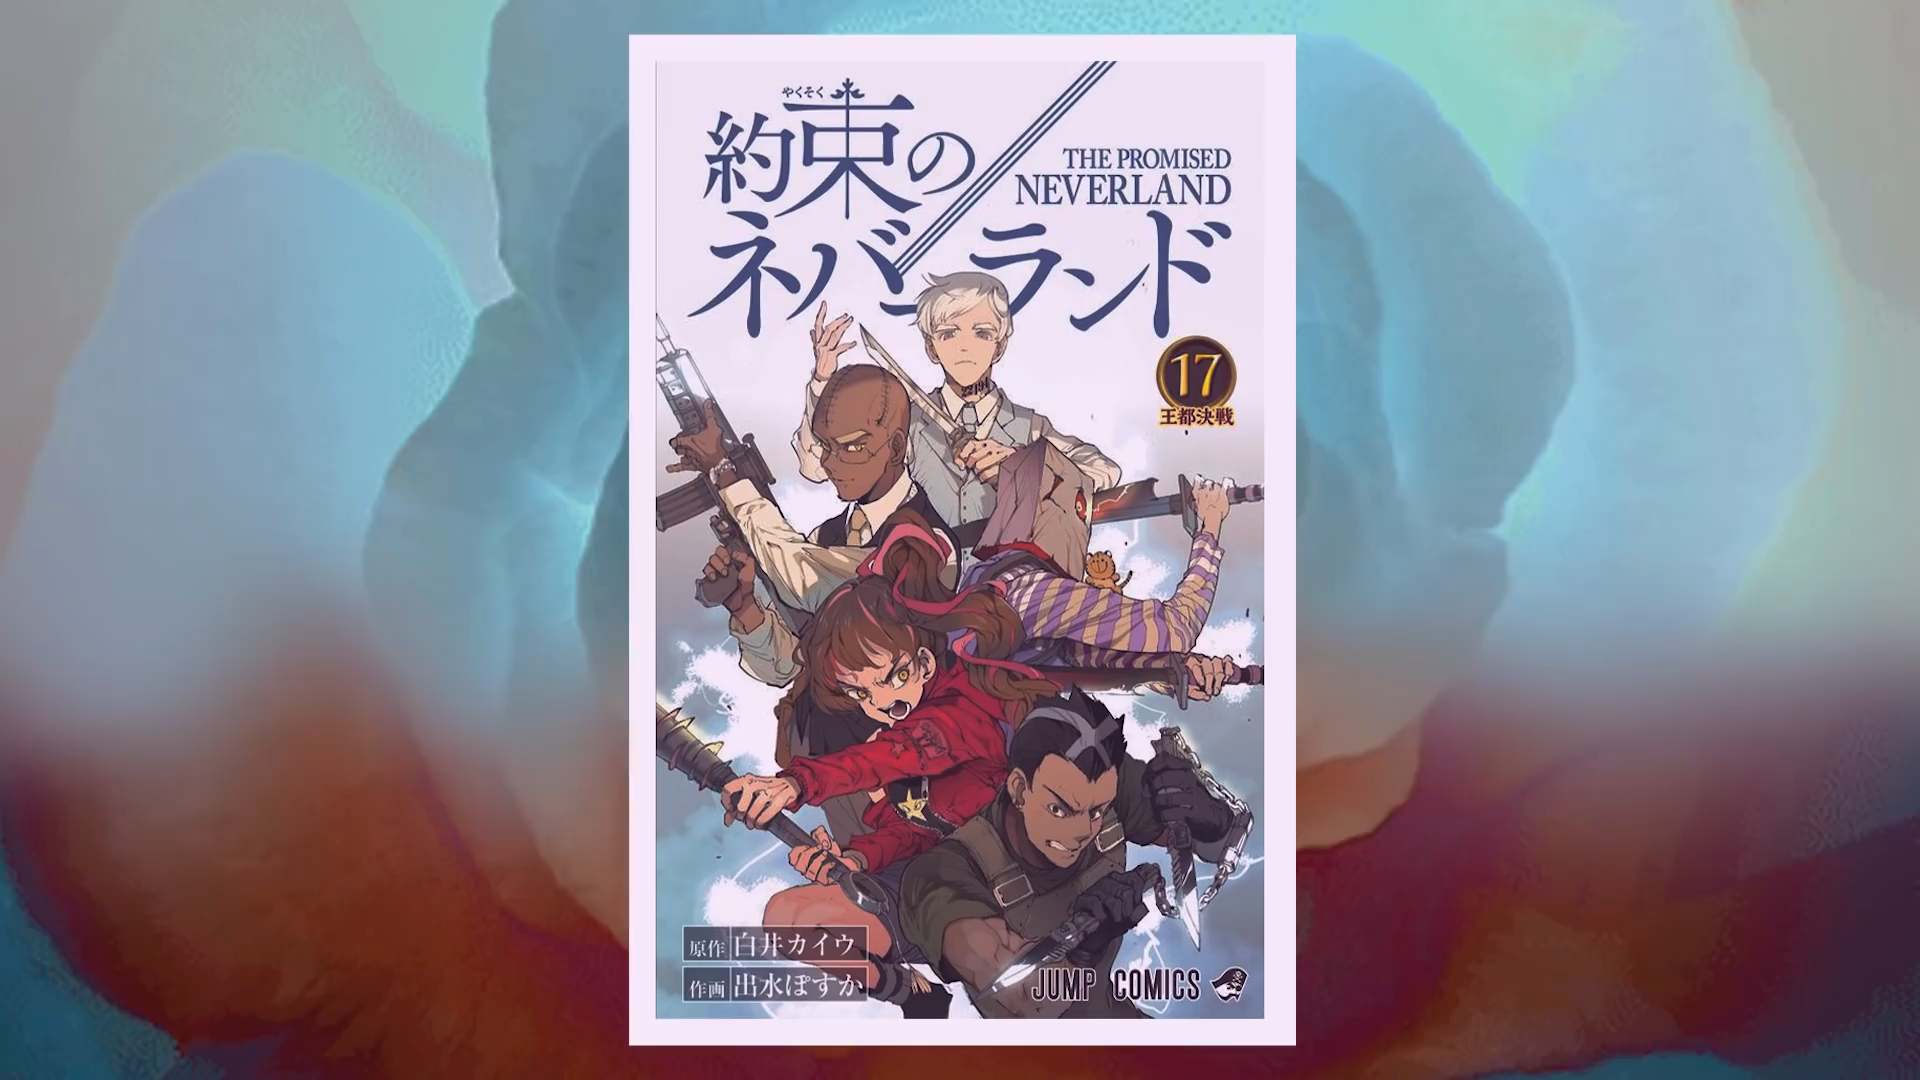 やくそく
約束の
ネバーランド
THE PROMISED
NEVERLAND
17
王都決戦
22194
原作 白井カイウ
作画 出水ぽすか
JUMP COMICS